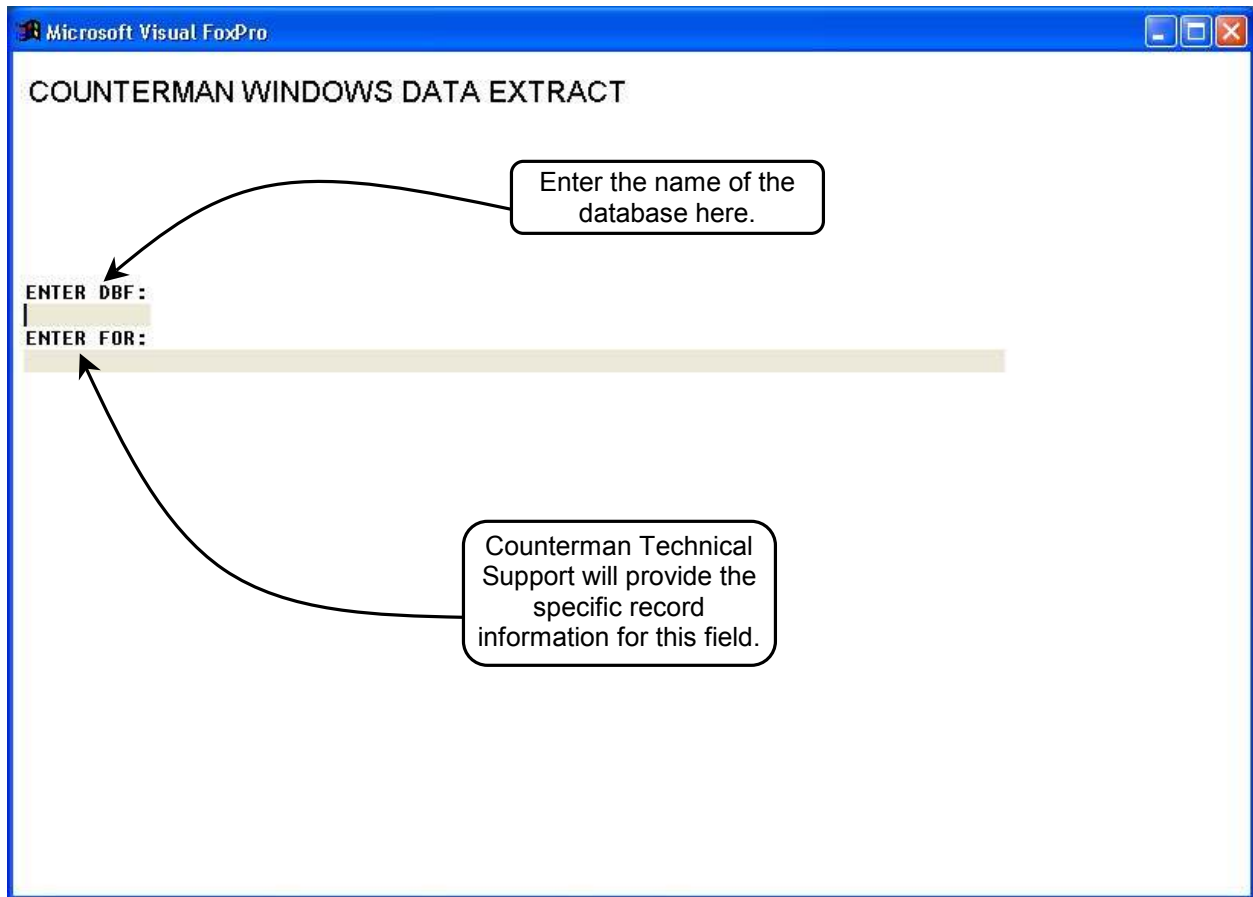 Microsoft Visual FoxPro
COUNTERMAN WINDOWS DATA EXTRACT
Enter the name of the
database here.
ENTER DBF:
ENTER FOR:
Counterman Technical
Support will provide the
specific record
information for this field.